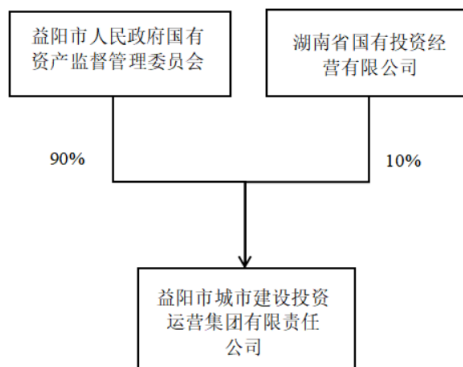 益阳市人民政府国有
资产监督管理委员会
湖南省国有投资经
营有限公司
90%
10%
益阳市城市建设投资
运营集团有限责任
公司